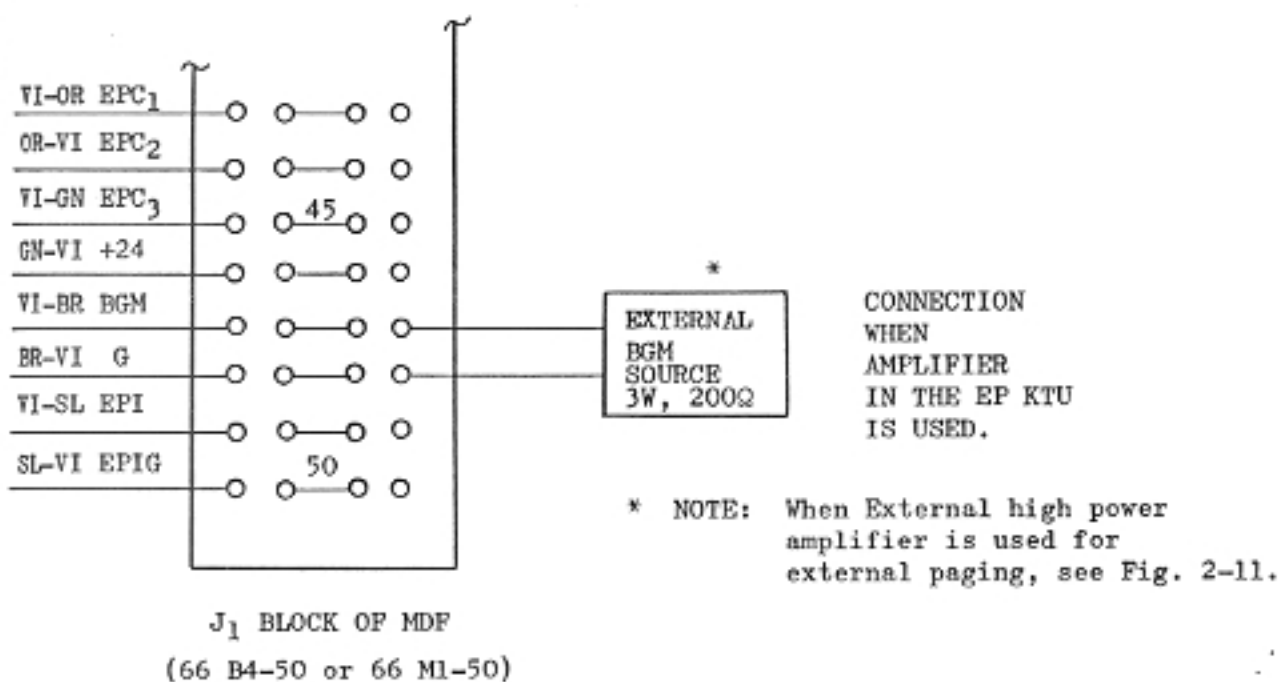 VI-OR EPC1
OR-VI EPC2
VI-GN EPC3
45
GN-VI +24
VI-BR BGM
BR-VI G
VI-SL EPI
SL-VI EPIG
50
*
EXTERNAL
BGM
SOURCE
3W, 200Ω
CONNECTION
WHEN
AMPLIFIER
IN THE EP KTU
IS USED.
* NOTE: When External high power
amplifier is used for
external paging, see Fig. 2-11.
J1 BLOCK OF MDF
(66 B4-50 or 66 M1-50)